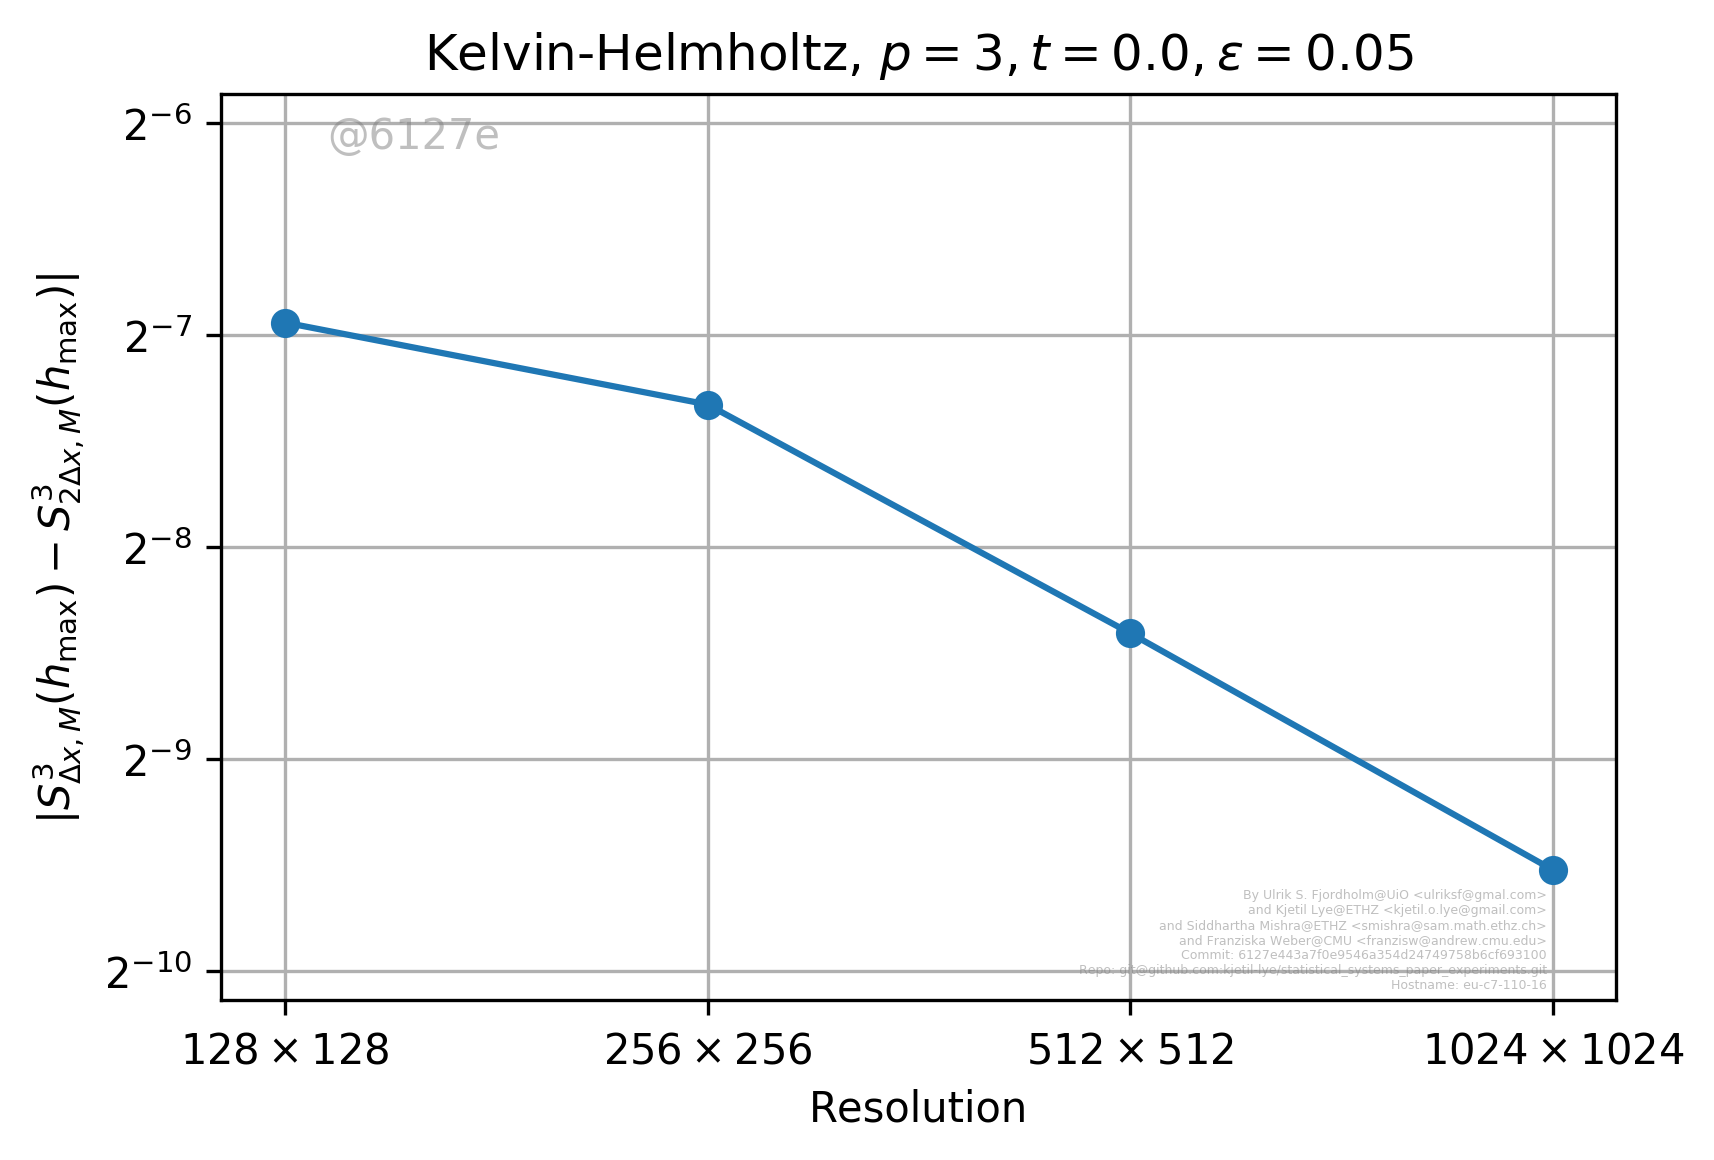 Kelvin-Helmholtz, p = 3, t = 0.0, ε = 0.05
2⁻⁶
@6127e
2⁻⁷
2⁻⁸
2⁻⁹
2⁻¹⁰
|S³_{Δx,M}(h_max) − S³_{2Δx,M}(h_max)|
By Ulrik S. Fjordholm@UiO <ulriksf@gmal.com>
and Kjetil Lye@ETHZ <kjetil.o.lye@gmail.com>
and Siddhartha Mishra@ETHZ <smishra@sam.math.ethz.ch>
and Franziska Weber@CMU <franzisw@andrew.cmu.edu>
Commit: 6127e443a7f0e9546a354d24749758b6cf693100
Repo: git@github.com:kjetil-lye/statistical_systems_paper_experiments.git
Hostname: eu-c7-110-16
128 × 128 256 × 256 512 × 512 1024 × 1024
Resolution